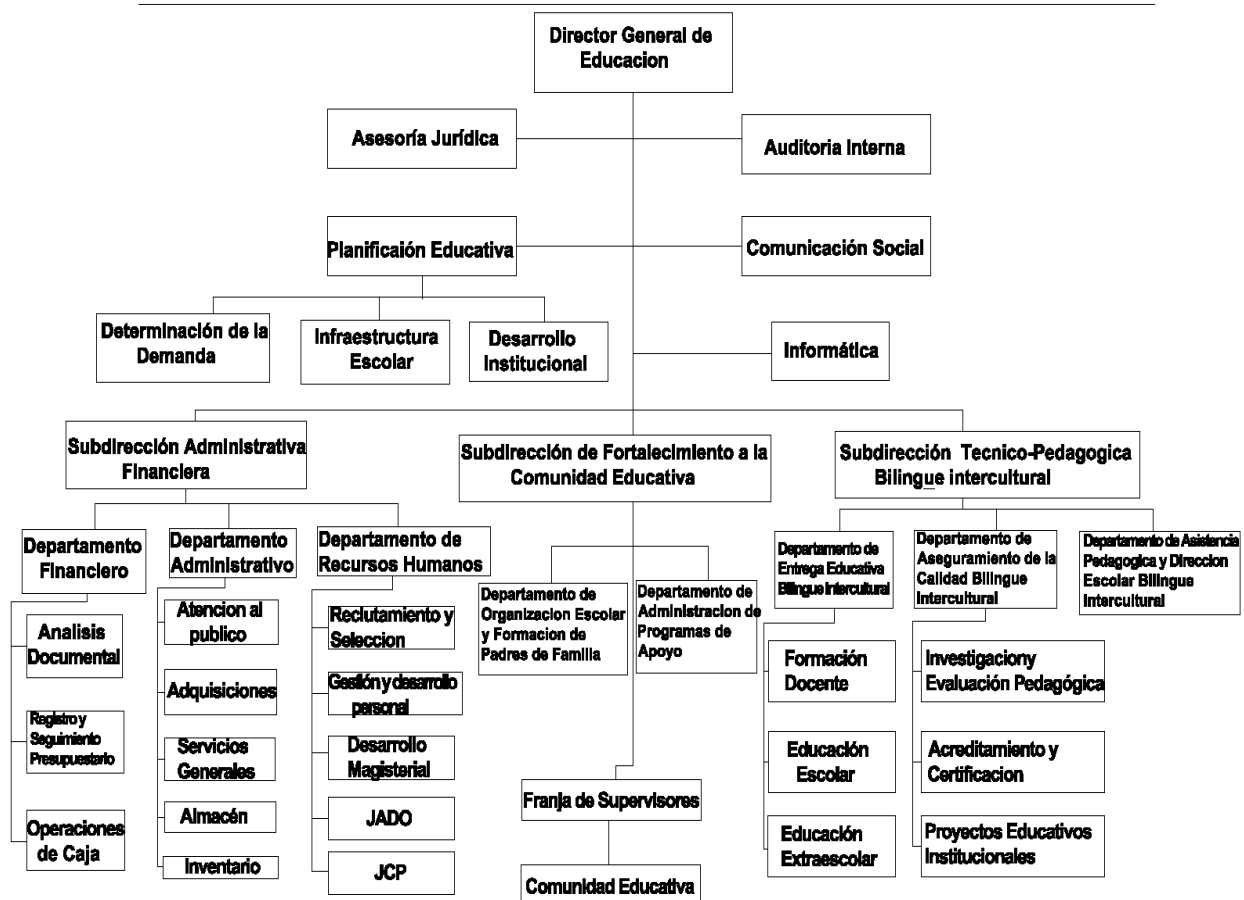 Director General de
Educacion
Asesoría Jurídica
Auditoria Interna
Planificaión Educativa
Comunicación Social
Determinación de la
Demanda
Infraestructura
Escolar
Desarrollo
Institucional
Informática
Subdirección Administrativa
Financiera
Subdirección de Fortalecimiento a la
Comunidad Educativa
Subdirección Tecnico-Pedagogica
Bilingue intercultural
Departamento
Financiero
Departamento
Administrativo
Departamento de
Recursos Humanos
Departamento de
Organizacion Escolar
y Formacion de
Padres de Familia
Departamento de
Administracion de
Programas de
Apoyo
Departamento de
Entrega Educativa
Bilingue Intercultural
Departamento de
Aseguramiento de la
Calidad Bilingue
Intercultural
Departamento de Asistencia
Pedagogica y Direccion
Escolar Bilingue
Intercultural
Analisis
Documental
Registro y
Seguimiento
Presupuestario
Operaciones
de Caja
Atencion al
publico
Adquisiciones
Servicios
Generales
Almacén
Inventario
Reclutamiento y
Seleccion
Gestión y desarrollo
personal
Desarrollo
Magisterial
JADO
JCP
Franja de Supervisores
Comunidad Educativa
Formación
Docente
Educación
Escolar
Educación
Extraescolar
Investigaciony
Evaluación Pedagógica
Acreditamiento y
Certificacion
Proyectos Educativos
Institucionales